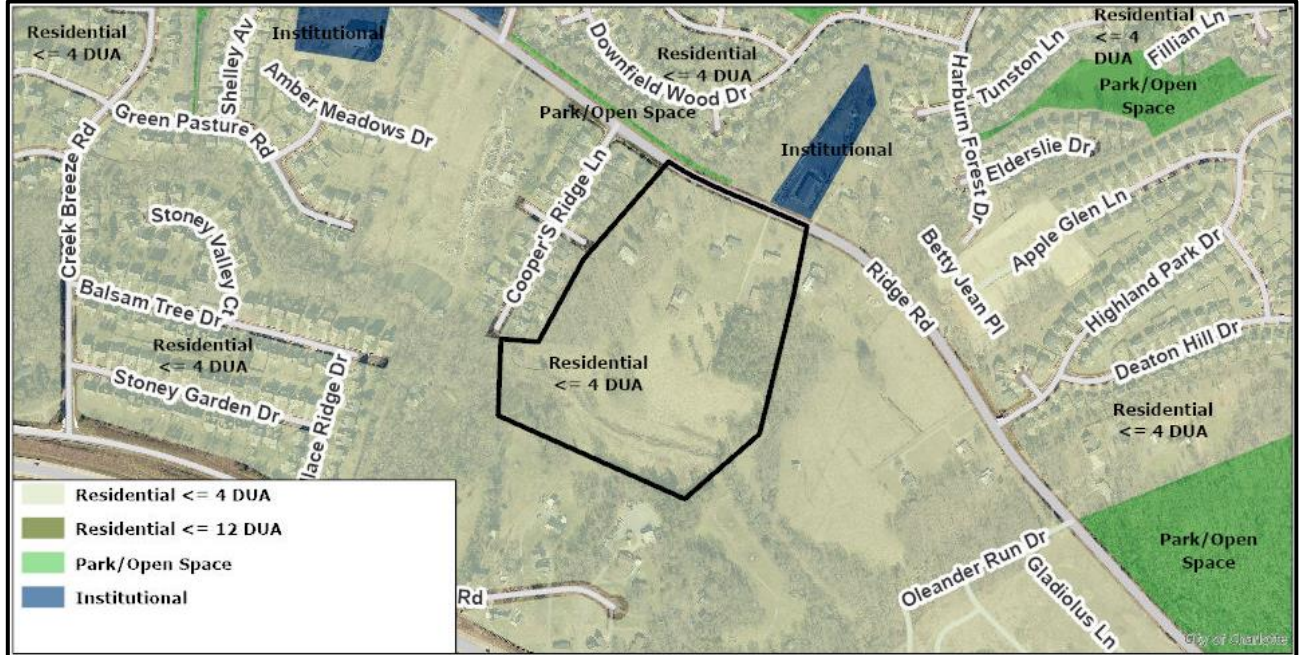 Residential
<= 4 DUA
Shelley Av
Institutional
Downfield Wood Dr
Residential
<= 4 DUA
Harburn Forest Dr
Tunston Ln
Residential
<= 4
DUA
Fillian Ln
Park/Open
Space
Amber Meadows Dr
Green Pasture Rd
Creek Breeze Rd
Park/Open Space
Cooper'S Ridge Ln
Institutional
Elderslie Dr
Apple Glen Ln
Stoney Valley Ct
Balsam Tree Dr
Betty Jean Pl
Highland Park Dr
Ridge Rd
Deaton Hill Dr
Residential
<= 4 DUA
Stoney Garden Dr
lace Ridge Dr
Residential
<= 4 DUA
Residential
<= 4 DUA
Residential <= 4 DUA
Residential <= 12 DUA
Park/Open Space
Institutional
Rd
Oleander Run Dr
Gladiolus Ln
Park/Open
Space
City of Charlotte